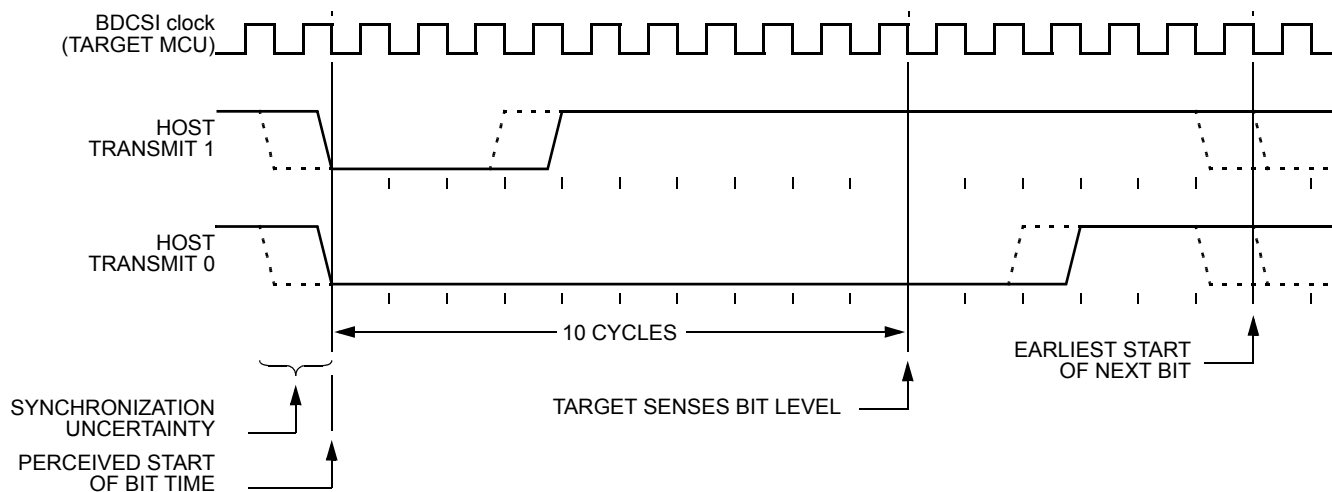 BDCSI clock
(TARGET MCU)
HOST
TRANSMIT 1
HOST
TRANSMIT 0
10 CYCLES
EARLIEST START
OF NEXT BIT
TARGET SENSES BIT LEVEL
SYNCHRONIZATION
UNCERTAINTY
PERCEIVED START
OF BIT TIME